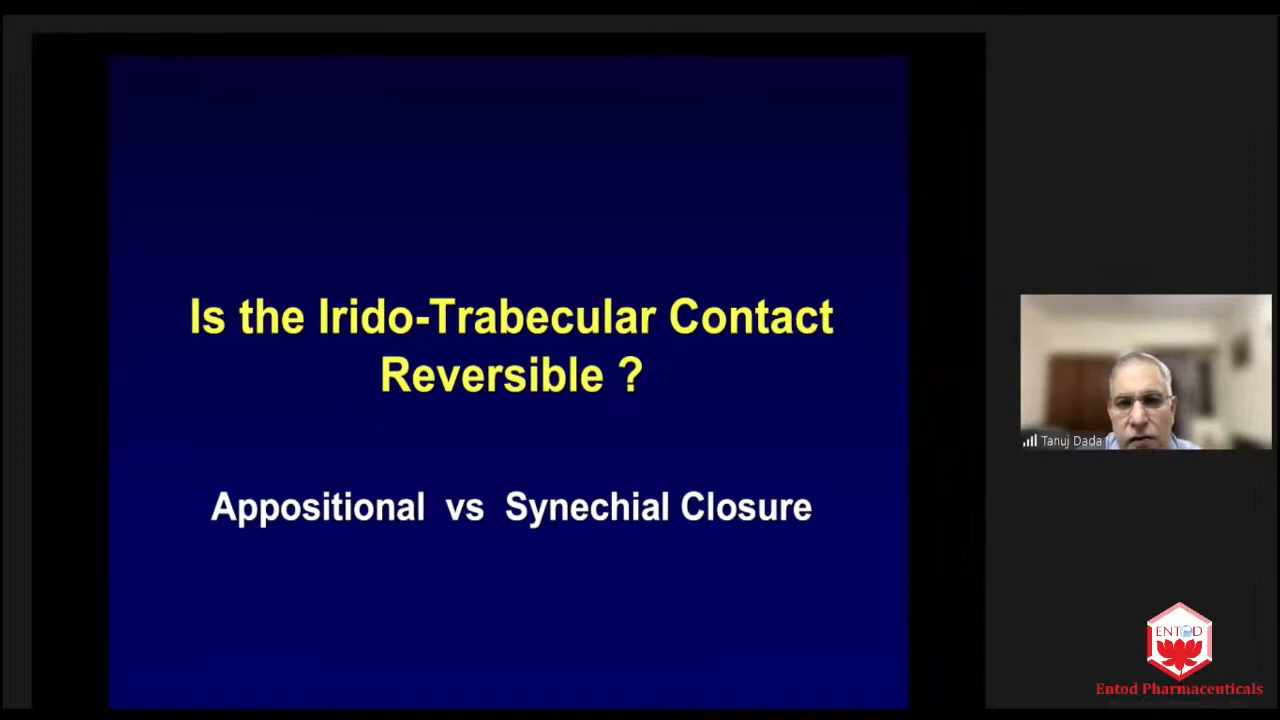 Is the Irido-Trabecular Contact
Reversible ?
Appositional vs Synechial Closure
Tanuj Dada
ENTOD
Entod Pharmaceuticals